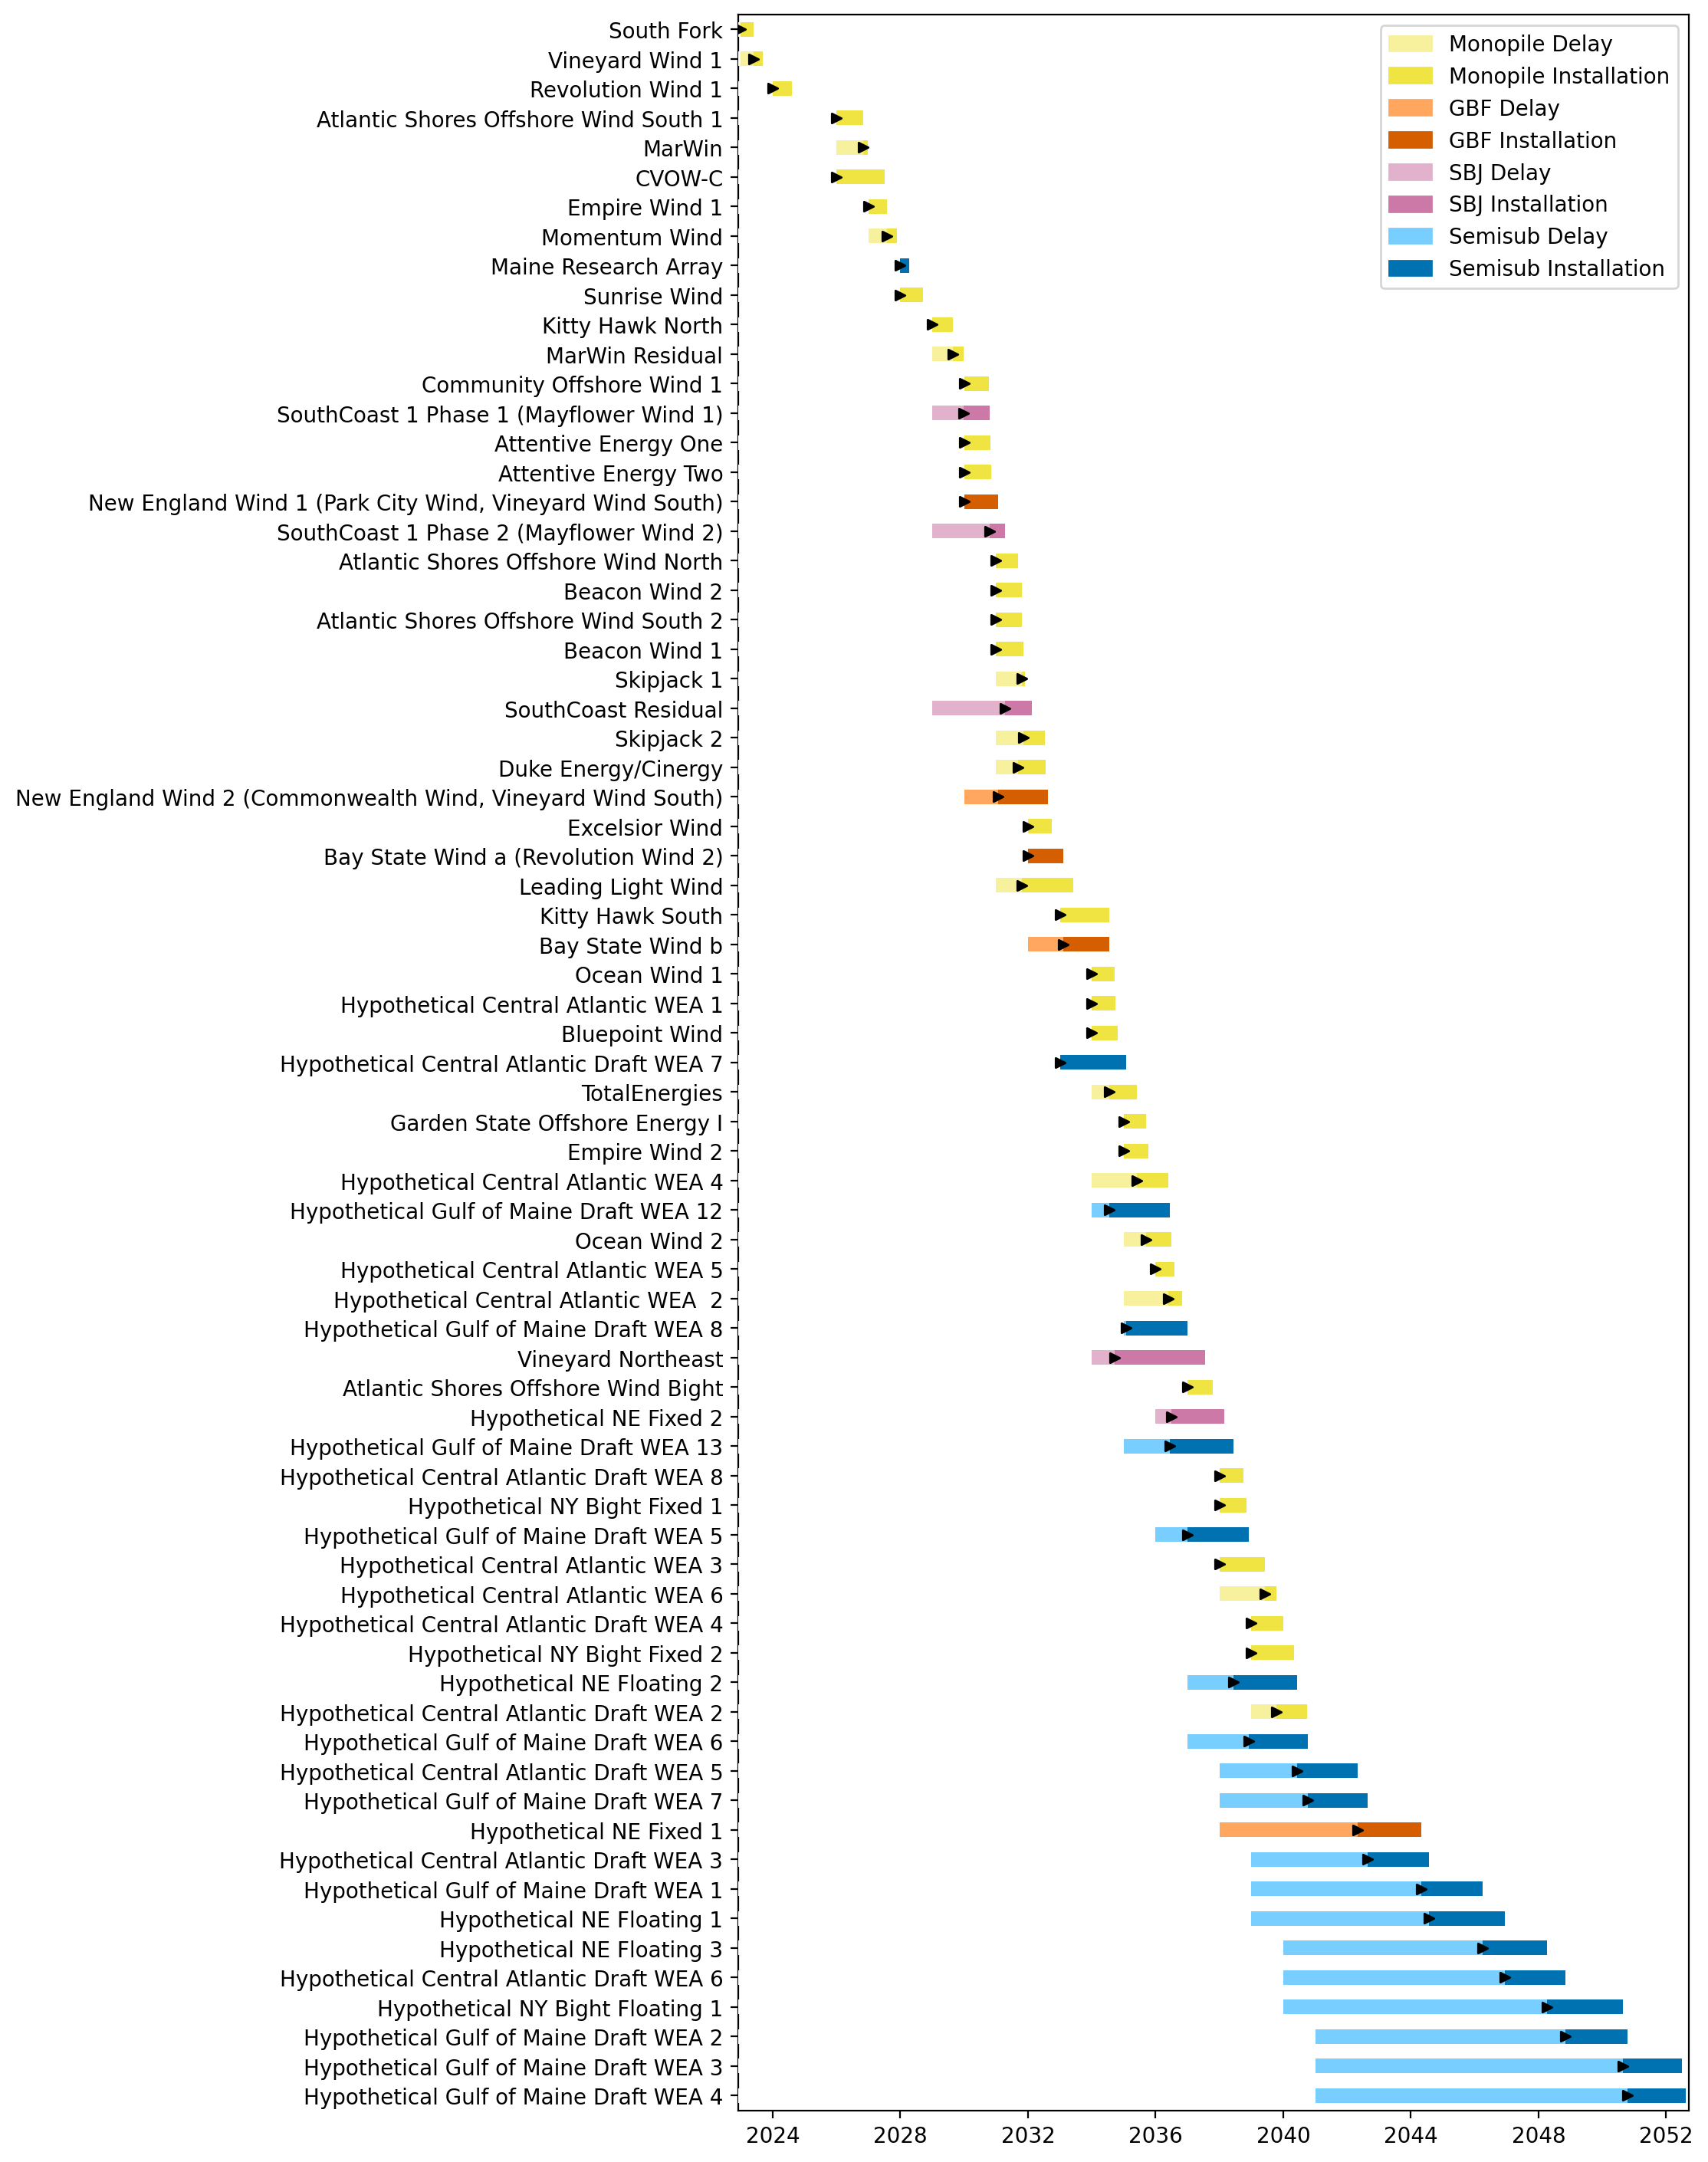 South Fork
Vineyard Wind 1
Revolution Wind 1
Atlantic Shores Offshore Wind South 1
MarWin
CVOW-C
Empire Wind 1
Momentum Wind
Maine Research Array
Sunrise Wind
Kitty Hawk North
MarWin Residual
Community Offshore Wind 1
SouthCoast 1 Phase 1 (Mayflower Wind 1)
Attentive Energy One
Attentive Energy Two
New England Wind 1 (Park City Wind, Vineyard Wind South)
SouthCoast 1 Phase 2 (Mayflower Wind 2)
Atlantic Shores Offshore Wind North
Beacon Wind 2
Atlantic Shores Offshore Wind South 2
Beacon Wind 1
Skipjack 1
SouthCoast Residual
Skipjack 2
Duke Energy/Cinergy
New England Wind 2 (Commonwealth Wind, Vineyard Wind South)
Excelsior Wind
Bay State Wind a (Revolution Wind 2)
Leading Light Wind
Kitty Hawk South
Bay State Wind b
Ocean Wind 1
Hypothetical Central Atlantic WEA 1
Bluepoint Wind
Hypothetical Central Atlantic Draft WEA 7
TotalEnergies
Garden State Offshore Energy I
Empire Wind 2
Hypothetical Central Atlantic WEA 4
Hypothetical Gulf of Maine Draft WEA 12
Ocean Wind 2
Hypothetical Central Atlantic WEA 5
Hypothetical Central Atlantic WEA  2
Hypothetical Gulf of Maine Draft WEA 8
Vineyard Northeast
Atlantic Shores Offshore Wind Bight
Hypothetical NE Fixed 2
Hypothetical Gulf of Maine Draft WEA 13
Hypothetical Central Atlantic Draft WEA 8
Hypothetical NY Bight Fixed 1
Hypothetical Gulf of Maine Draft WEA 5
Hypothetical Central Atlantic WEA 3
Hypothetical Central Atlantic WEA 6
Hypothetical Central Atlantic Draft WEA 4
Hypothetical NY Bight Fixed 2
Hypothetical NE Floating 2
Hypothetical Central Atlantic Draft WEA 2
Hypothetical Gulf of Maine Draft WEA 6
Hypothetical Central Atlantic Draft WEA 5
Hypothetical Gulf of Maine Draft WEA 7
Hypothetical NE Fixed 1
Hypothetical Central Atlantic Draft WEA 3
Hypothetical Gulf of Maine Draft WEA 1
Hypothetical NE Floating 1
Hypothetical NE Floating 3
Hypothetical Central Atlantic Draft WEA 6
Hypothetical NY Bight Floating 1
Hypothetical Gulf of Maine Draft WEA 2
Hypothetical Gulf of Maine Draft WEA 3
Hypothetical Gulf of Maine Draft WEA 4
Monopile Delay
Monopile Installation
GBF Delay
GBF Installation
SBJ Delay
SBJ Installation
Semisub Delay
Semisub Installation
2024 2028 2032 2036 2040 2044 2048 2052